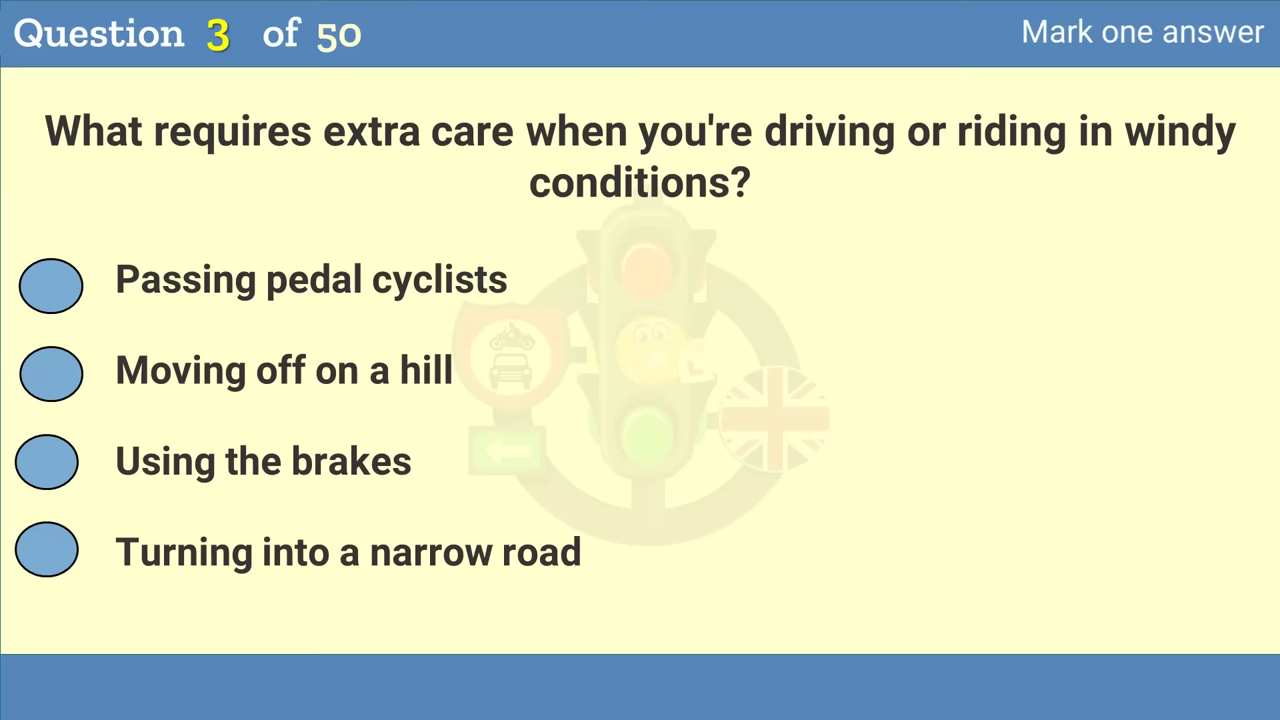 Question 3 of 50
Mark one answer
What requires extra care when you're driving or riding in windy
conditions?
Passing pedal cyclists
Moving off on a hill
Using the brakes
Turning into a narrow road